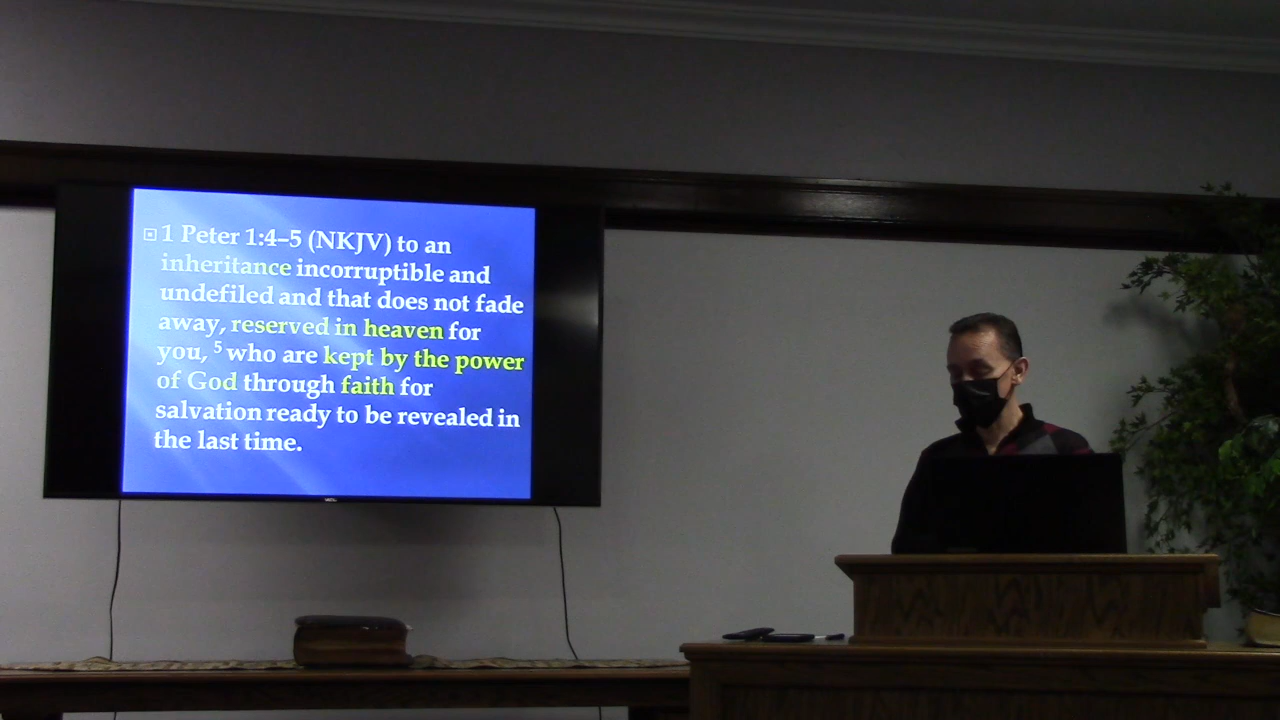 1 Peter 1:4–5 (NKJV) to an
inheritance incorruptible and
undefiled and that does not fade
away, reserved in heaven for
you, ⁵ who are kept by the power
of God through faith for
salvation ready to be revealed in
the last time.